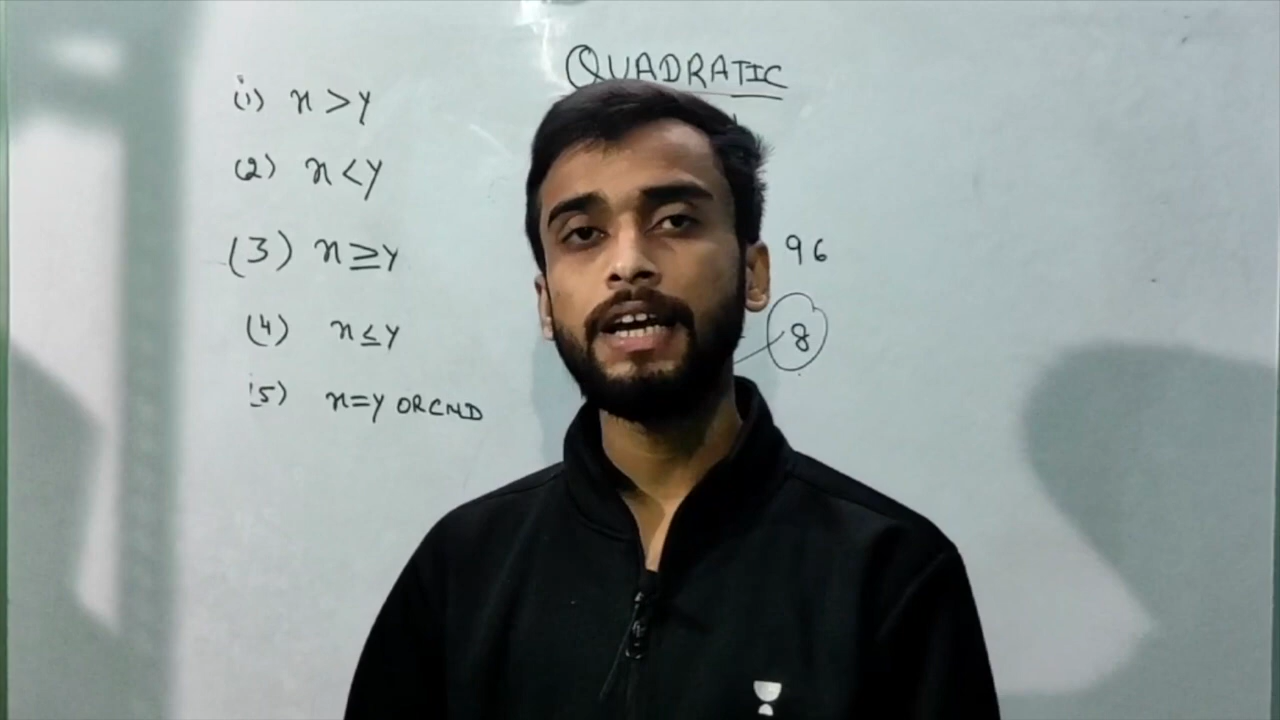 QUADRATIC
(1) x > y
(2) x < y
(3) x ≥ y
(4) x ≤ y
(5) x = y OR CND
96
8